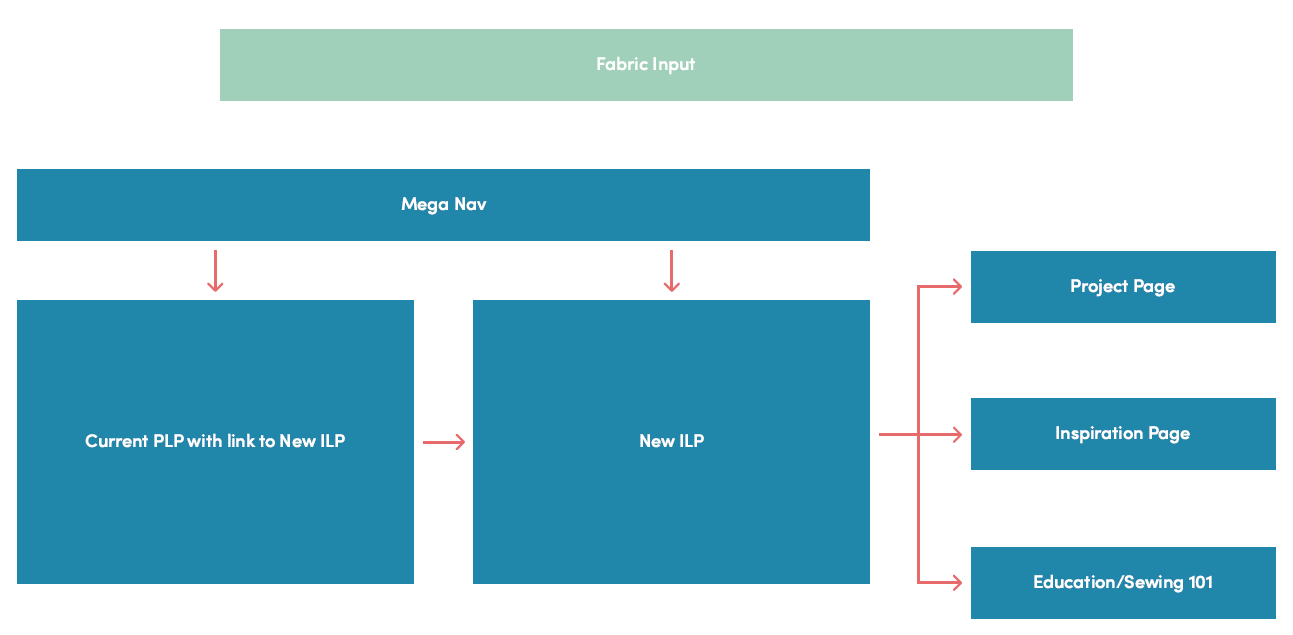 Fabric Input
Mega Nav
Project Page
Current PLP with link to New ILP
New ILP
Inspiration Page
Education/Sewing 101